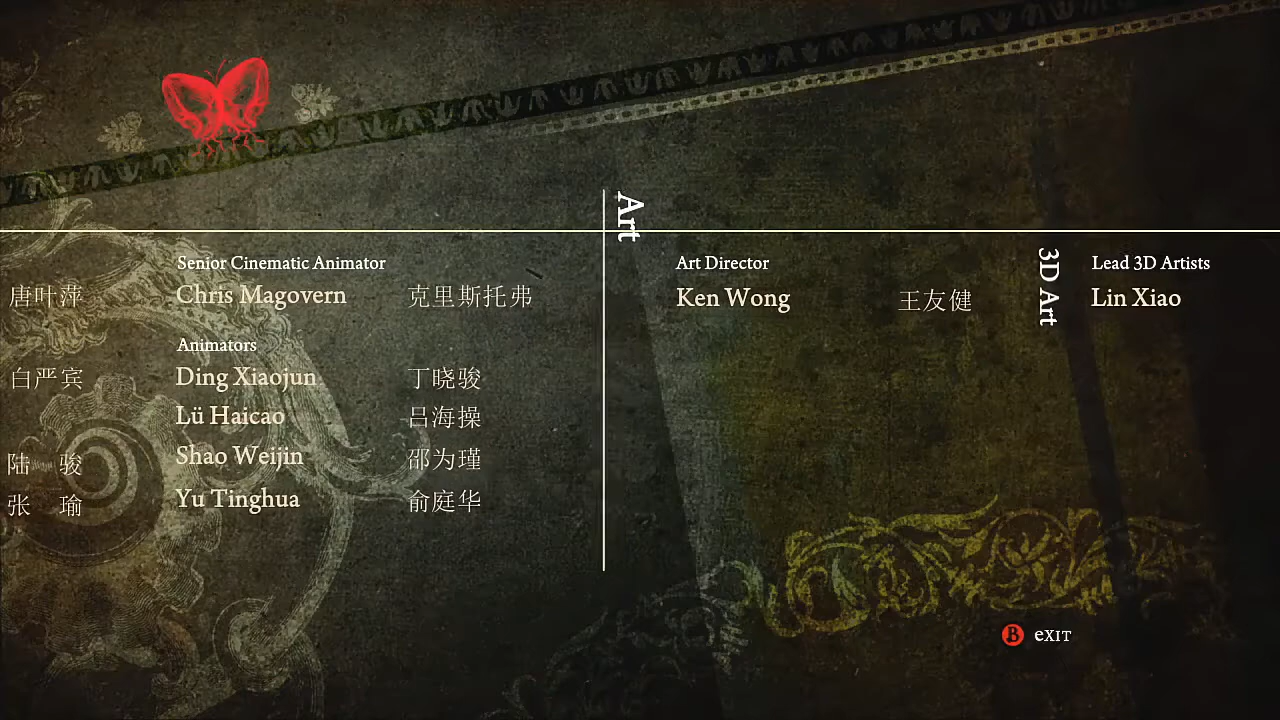 唐叶萍
白严宾
陆 骏
张 瑜
Senior Cinematic Animator
Chris Magovern 克里斯托弗
Animators
Ding Xiaojun 丁晓骏
Lü Haicao 吕海操
Shao Weijin 邵为瑾
Yu Tinghua 俞庭华
Art
Art Director
Ken Wong 王友健
3D Art
Lead 3D Artists
Lin Xiao
B eXIT